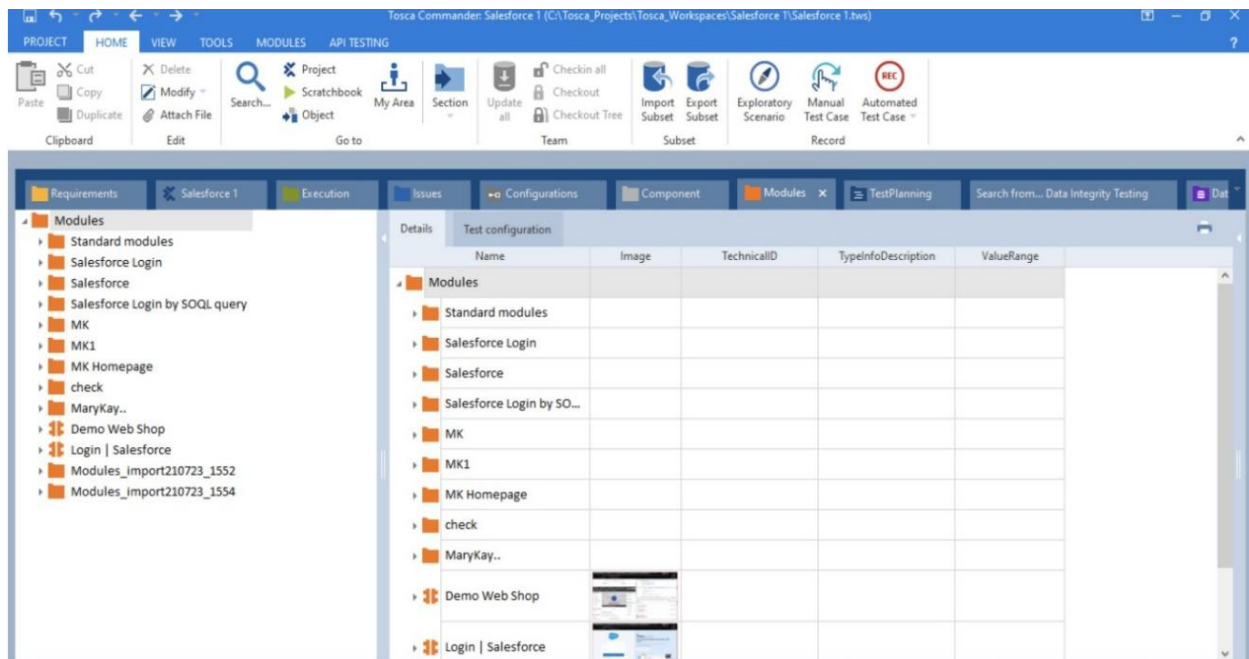 Tosca Commander: Salesforce 1 (C:\Tosca_Projects\Tosca_Workspaces\Salesforce 1\Salesforce 1.tws)
PROJECT HOME VIEW TOOLS MODULES API TESTING ?
Cut Delete Project Checkin all REC
Copy Modify Scratchbook Checkout
Paste Search... My Area Section Update all Import Subset Export Subset Exploratory Scenario Manual Test Case Automated Test Case
Duplicate Attach File Object Checkout Tree
Clipboard Edit Go to Team Subset Record
Requirements Salesforce 1 Execution Issues Configurations Component Modules X TestPlanning Search from... Data Integrity Testing Dat
Modules
Standard modules
Salesforce Login
Salesforce
Salesforce Login by SOQL query
MK
MK1
MK Homepage
check
MaryKay..
Demo Web Shop
Login | Salesforce
Modules_import210723_1552
Modules_import210723_1554
Details Test configuration
Name Image TechnicalID TypeInfoDescription ValueRange
Modules
Standard modules
Salesforce Login
Salesforce
Salesforce Login by SO...
MK
MK1
MK Homepage
check
MaryKay..
Demo Web Shop
Login | Salesforce